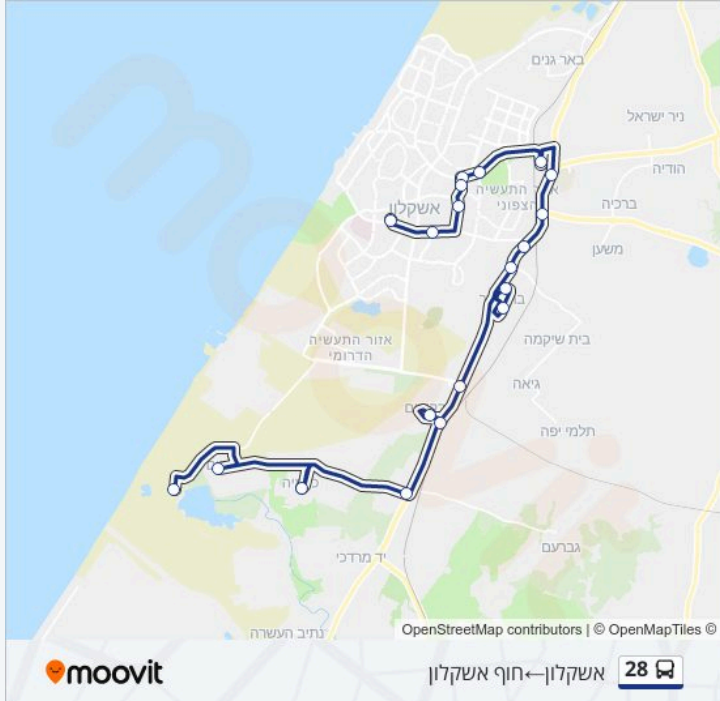 באר גנים
ניר ישראל
הודיה
אזור התעשיה
הצפוני
ברכיה
אשקלון
משען
בית שיקמה
אזור התעשיה
הדרומי
גיאה
תלמי יפה
גברעם
יד מרדכי
נתיב העשרה
OpenStreetMap contributors | © OpenMapTiles ©
moovit
28 אשקלון←חוף אשקלון